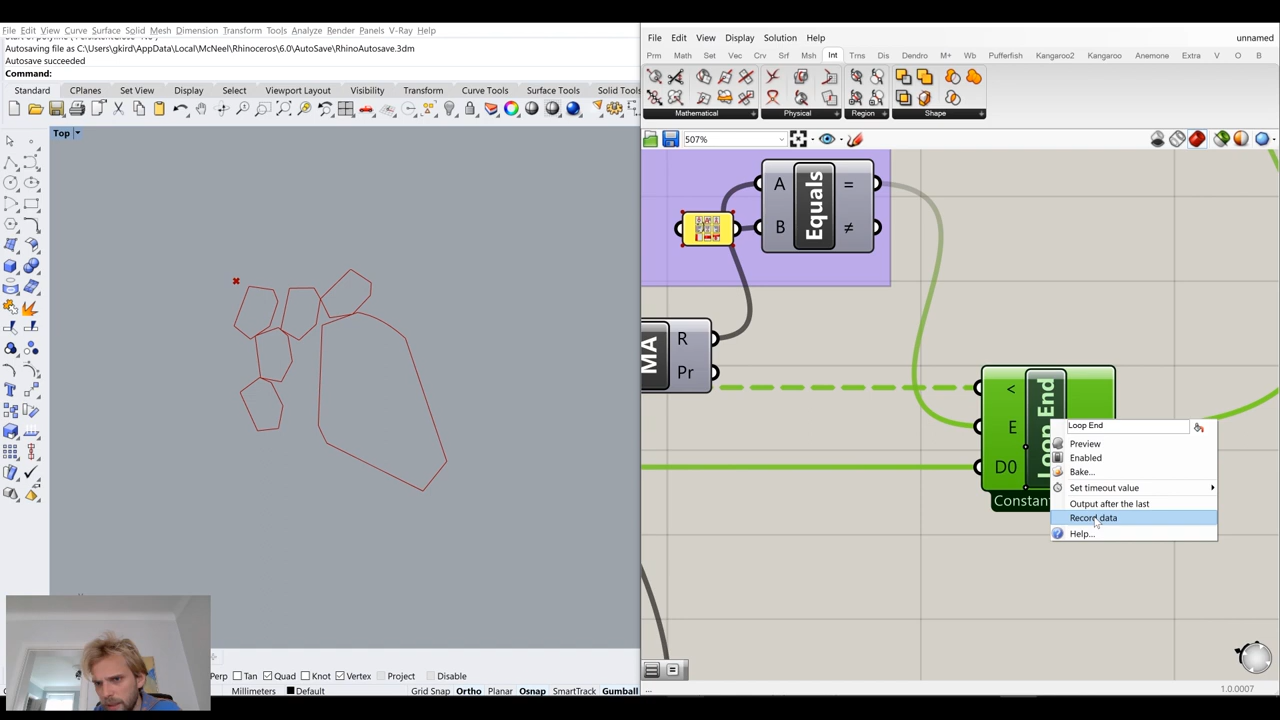 File Edit View Curve Surface Solid Mesh Dimension Transform Tools Analyze Render Panels V-Ray Help
Autosaving file as C:\Users\gkird\AppData\Local\McNeel\Rhinoceros\6.0\AutoSave\RhinoAutosave.3dm
Autosave succeeded
Command:
Standard CPlanes Set View Display Select Viewport Layout Visibility Transform Curve Tools Surface Tools Solid Tools
Top
Perp Tan Quad Knot Vertex Project Disable
Millimeters Default Grid Snap Ortho Planar Osnap SmartTrack Gumball
File Edit View Display Solution Help
unnamed
Prm Math Set Vec Crv Srf Msh Int Trns Dis Dendro M+ Wb Pufferfish Kangaroo2 Kangaroo Anemone Extra V O B
Mathematical Physical Region Shape
507%
A
B
Equals
=
≠
MA
R
Pr
<
E
D0
Loop End
Constan
Loop End
Preview
Enabled
Bake...
Set timeout value
Output after the last
Record data
Help...
...
1.0.0007